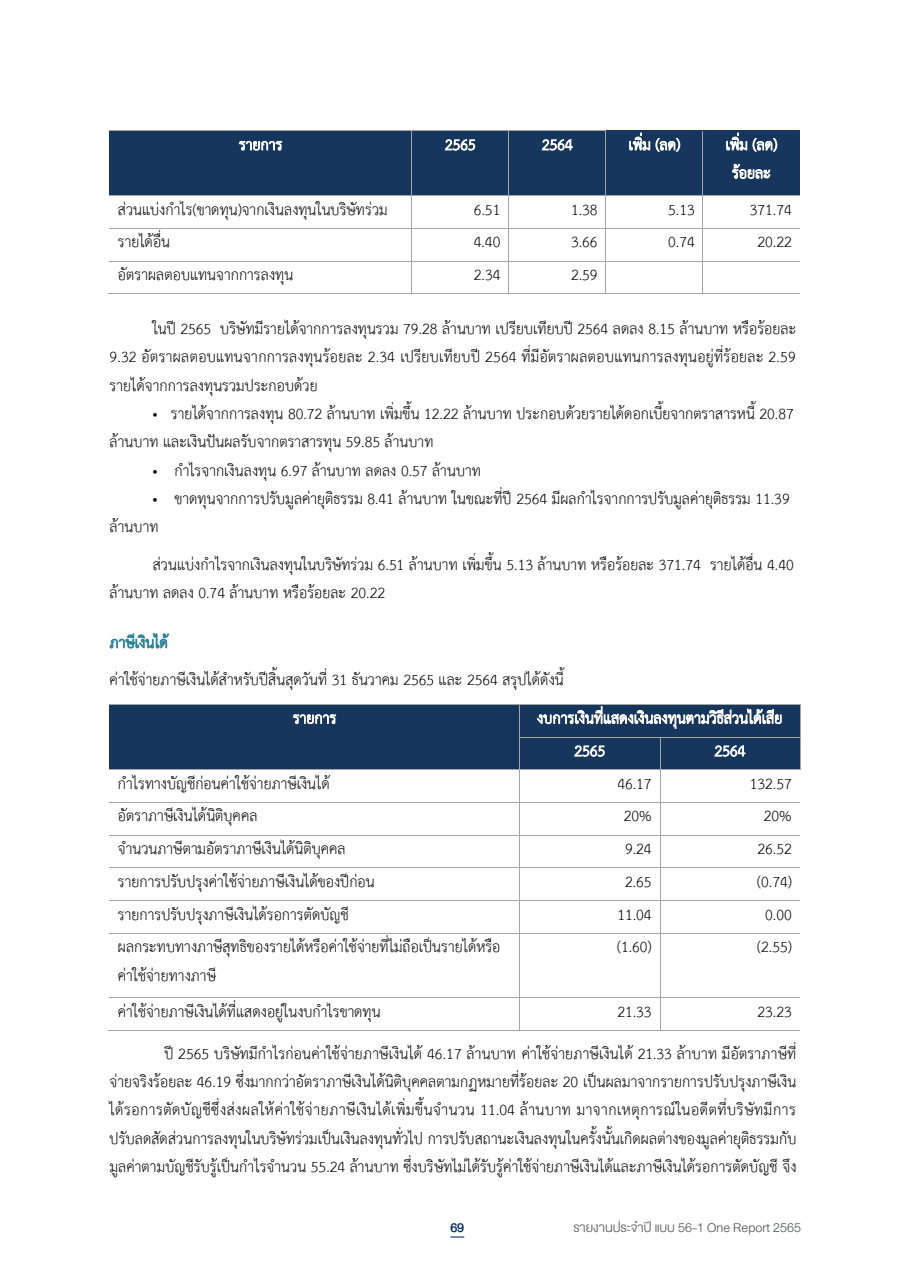 รายการ 2565 2564 เพิ่ม (ลด) เพิ่ม (ลด) ร้อยละ
ส่วนแบ่งกำไร(ขาดทุน)จากเงินลงทุนในบริษัทร่วม 6.51 1.38 5.13 371.74
รายได้อื่น 4.40 3.66 0.74 20.22
อัตราผลตอบแทนจากการลงทุน 2.34 2.59
ในปี 2565 บริษัทมีรายได้จากการลงทุนรวม 79.28 ล้านบาท เปรียบเทียบปี 2564 ลดลง 8.15 ล้านบาท หรือร้อยละ
9.32 อัตราผลตอบแทนจากการลงทุนร้อยละ 2.34 เปรียบเทียบปี 2564 ที่มีอัตราผลตอบแทนการลงทุนอยู่ที่ร้อยละ 2.59
รายได้จากการลงทุนรวมประกอบด้วย
• รายได้จากการลงทุน 80.72 ล้านบาท เพิ่มขึ้น 12.22 ล้านบาท ประกอบด้วยรายได้ดอกเบี้ยจากตราสารหนี้ 20.87
ล้านบาท และเงินปันผลรับจากตราสารทุน 59.85 ล้านบาท
• กำไรจากเงินลงทุน 6.97 ล้านบาท ลดลง 0.57 ล้านบาท
• ขาดทุนจากการปรับมูลค่ายุติธรรม 8.41 ล้านบาท ในขณะที่ปี 2564 มีผลกำไรจากการปรับมูลค่ายุติธรรม 11.39
ล้านบาท
ส่วนแบ่งกำไรจากเงินลงทุนในบริษัทร่วม 6.51 ล้านบาท เพิ่มขึ้น 5.13 ล้านบาท หรือร้อยละ 371.74 รายได้อื่น 4.40
ล้านบาท ลดลง 0.74 ล้านบาท หรือร้อยละ 20.22
ภาษีเงินได้
ค่าใช้จ่ายภาษีเงินได้สำหรับปีสิ้นสุดวันที่ 31 ธันวาคม 2565 และ 2564 สรุปได้ดังนี้
รายการ งบการเงินที่แสดงเงินลงทุนตามวิธีส่วนได้เสีย
2565 2564
กำไรทางบัญชีก่อนค่าใช้จ่ายภาษีเงินได้ 46.17 132.57
อัตราภาษีเงินได้นิติบุคคล 20% 20%
จำนวนภาษีตามอัตราภาษีเงินได้นิติบุคคล 9.24 26.52
รายการปรับปรุงค่าใช้จ่ายภาษีเงินได้ของปีก่อน 2.65 (0.74)
รายการปรับปรุงภาษีเงินได้รอการตัดบัญชี 11.04 0.00
ผลกระทบทางภาษีสุทธิของรายได้หรือค่าใช้จ่ายที่ไม่ถือเป็นรายได้หรือ (1.60) (2.55)
ค่าใช้จ่ายทางภาษี
ค่าใช้จ่ายภาษีเงินได้ที่แสดงอยู่ในงบกำไรขาดทุน 21.33 23.23
ปี 2565 บริษัทมีกำไรก่อนค่าใช้จ่ายภาษีเงินได้ 46.17 ล้านบาท ค่าใช้จ่ายภาษีเงินได้ 21.33 ล้าบาท มีอัตราภาษีที่
จ่ายจริงร้อยละ 46.19 ซึ่งมากกว่าอัตราภาษีเงินได้นิติบุคคลตามกฎหมายที่ร้อยละ 20 เป็นผลมาจากรายการปรับปรุงภาษีเงิน
ได้รอการตัดบัญชีซึ่งส่งผลให้ค่าใช้จ่ายภาษีเงินได้เพิ่มขึ้นจำนวน 11.04 ล้านบาท มาจากเหตุการณ์ในอดีตที่บริษัทมีการ
ปรับลดสัดส่วนการลงทุนในบริษัทร่วมเป็นเงินลงทุนทั่วไป การปรับสถานะเงินลงทุนในครั้งนั้นเกิดผลต่างของมูลค่ายุติธรรมกับ
มูลค่าตามบัญชีรับรู้เป็นกำไรจำนวน 55.24 ล้านบาท ซึ่งบริษัทไม่ได้รับรู้ค่าใช้จ่ายภาษีเงินได้และภาษีเงินได้รอการตัดบัญชี จึง
69 รายงานประจำปี แบบ 56-1 One Report 2565